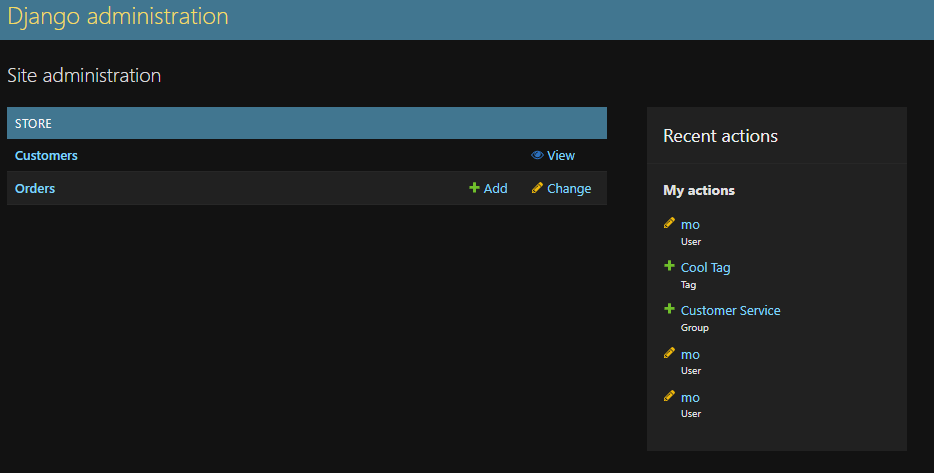 Django administration
Site administration
STORE
Customers View
Orders Add Change
Recent actions
My actions
mo
User
Cool Tag
Tag
Customer Service
Group
mo
User
mo
User